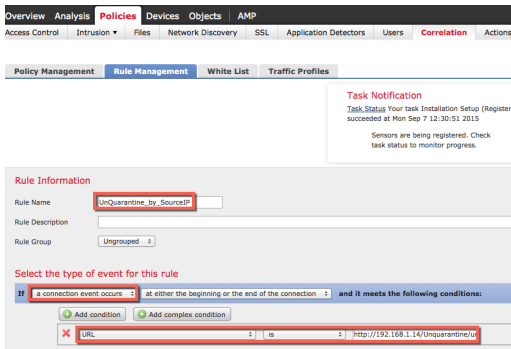 Overview Analysis Policies Devices Objects AMP
Access Control Intrusion ▾ Files Network Discovery SSL Application Detectors Users Correlation Actions
Policy Management Rule Management White List Traffic Profiles
Task Notification
Task Status Your task Installation Setup (Register
succeeded at Mon Sep 7 12:30:51 2015
Sensors are being registered. Check
task status to monitor progress.
Rule Information
Rule Name UnQuarantine_by_SourceIP
Rule Description
Rule Group Ungrouped
Select the type of event for this rule
If a connection event occurs at either the beginning or the end of the connection and it meets the following conditions:
Add condition Add complex condition
URL is http://192.168.1.14/Unquarantine/u